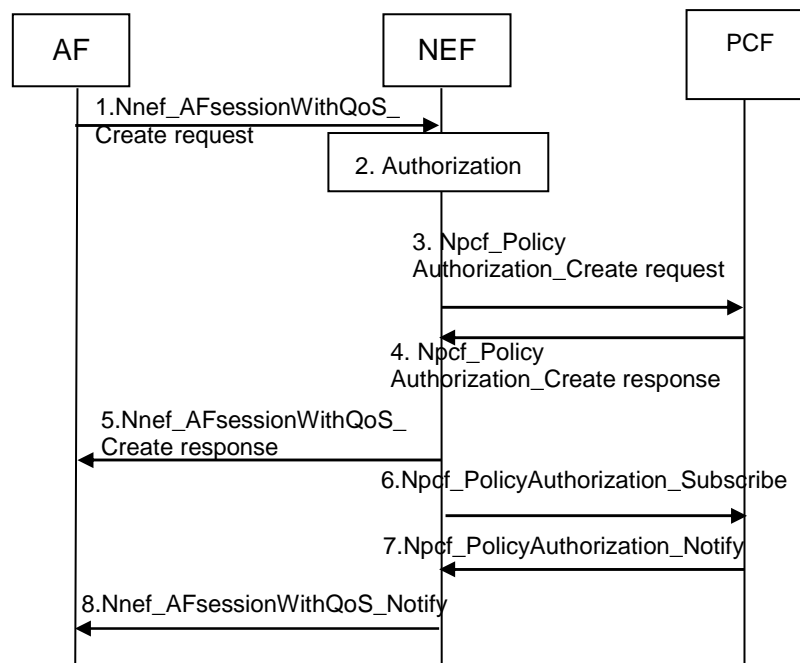 AF
NEF
PCF
1.Nnef_AFsessionWithQoS_
Create request
2. Authorization
3. Npcf_Policy
Authorization_Create request
4. Npcf_Policy
Authorization_Create response
5.Nnef_AFsessionWithQoS_
Create response
6.Npcf_PolicyAuthorization_Subscribe
7.Npcf_PolicyAuthorization_Notify
8.Nnef_AFsessionWithQoS_Notify